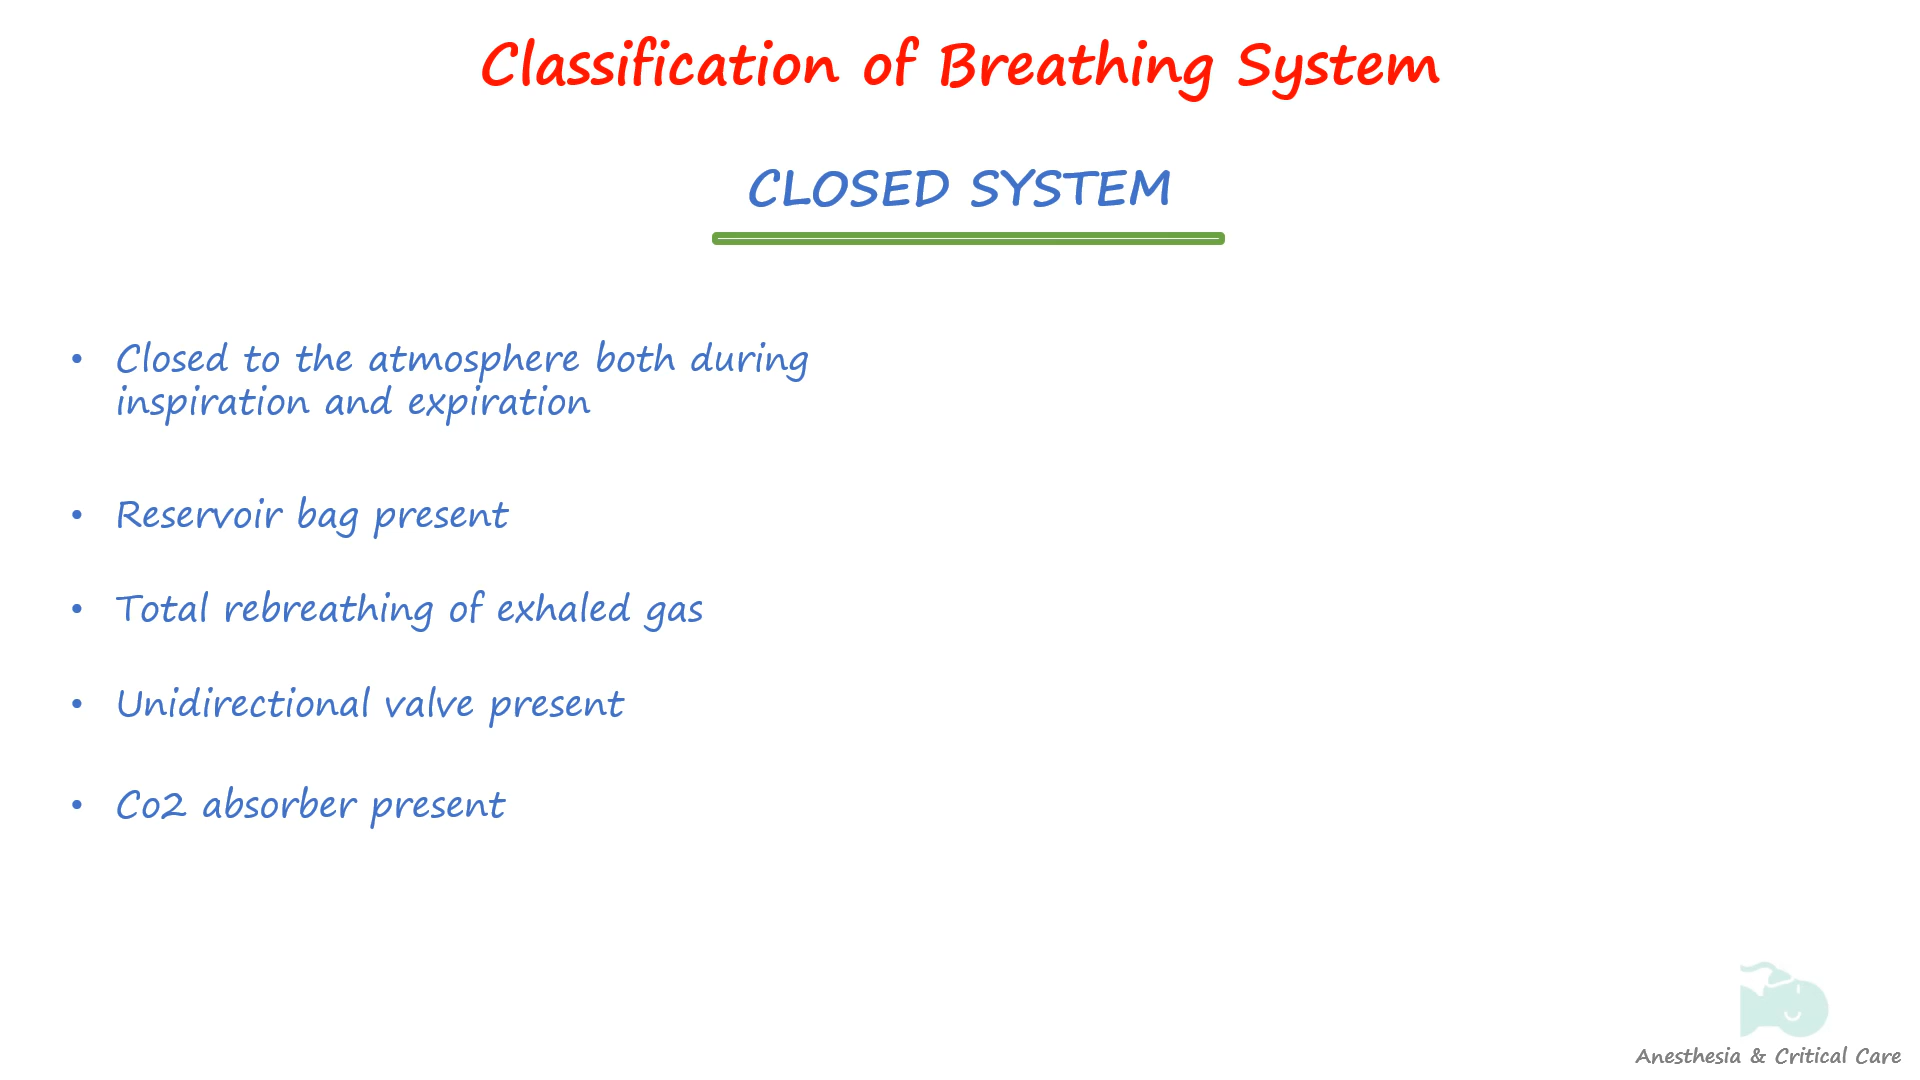 Classification of Breathing System
CLOSED SYSTEM
• Closed to the atmosphere both during
inspiration and expiration
• Reservoir bag present
• Total rebreathing of exhaled gas
• Unidirectional valve present
• Co2 absorber present
Anesthesia & Critical Care